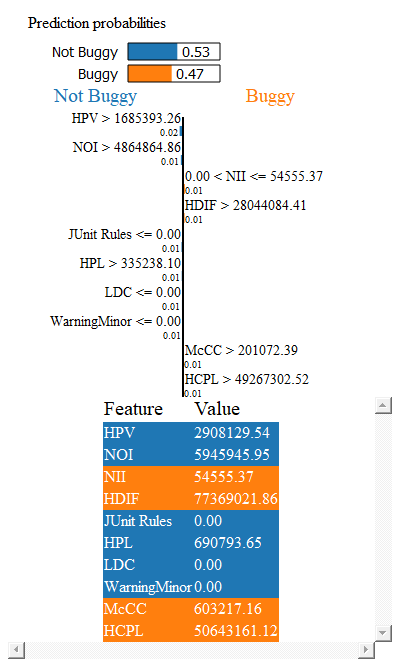 Prediction probabilities
Not Buggy 0.53
Buggy 0.47
Not Buggy Buggy
HPV > 1685393.26
0.02
NOI > 4864864.86
0.01
0.00 < NII <= 54555.37
0.01
HDIF > 28044084.41
0.01
JUnit Rules <= 0.00
0.01
HPL > 335238.10
0.01
LDC <= 0.00
0.01
WarningMinor <= 0.00
0.01
McCC > 201072.39
0.01
HCPL > 49267302.52
0.01
Feature Value
HPV 2908129.54
NOI 5945945.95
NII 54555.37
HDIF 77369021.86
JUnit Rules 0.00
HPL 690793.65
LDC 0.00
WarningMinor 0.00
McCC 603217.16
HCPL 50643161.12